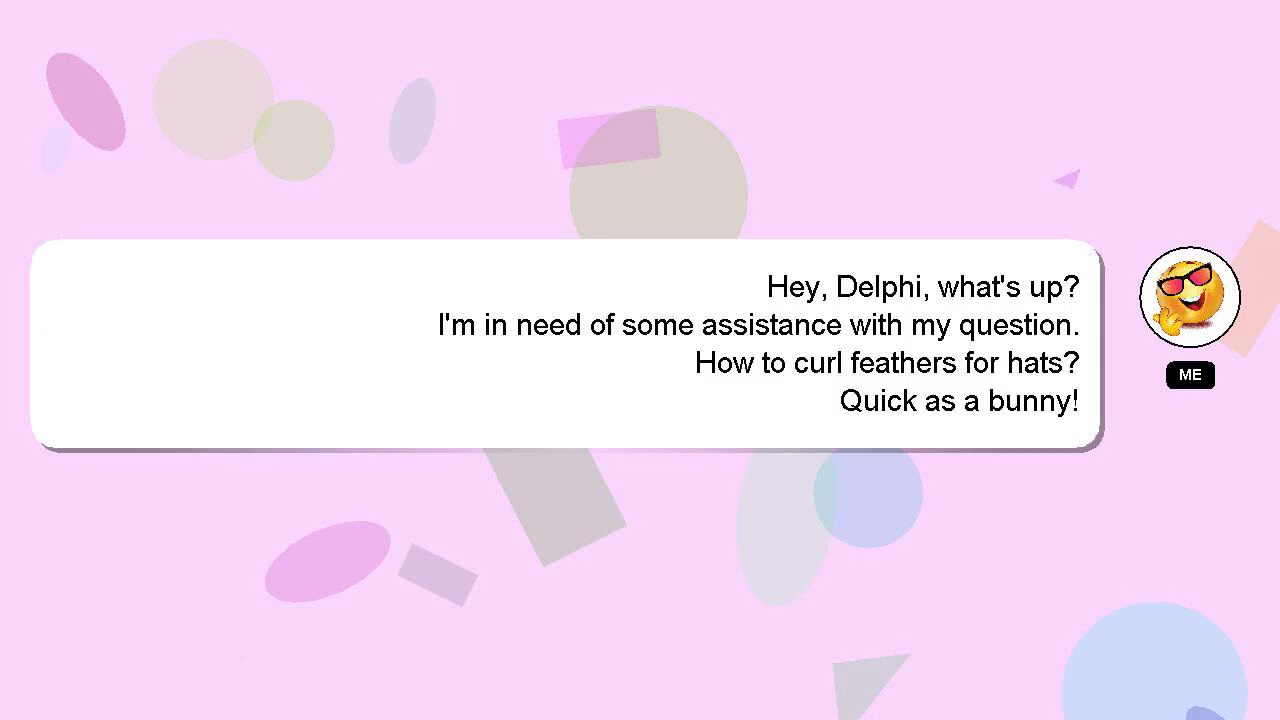 Hey, Delphi, what's up?
I'm in need of some assistance with my question.
How to curl feathers for hats?
Quick as a bunny!
ME